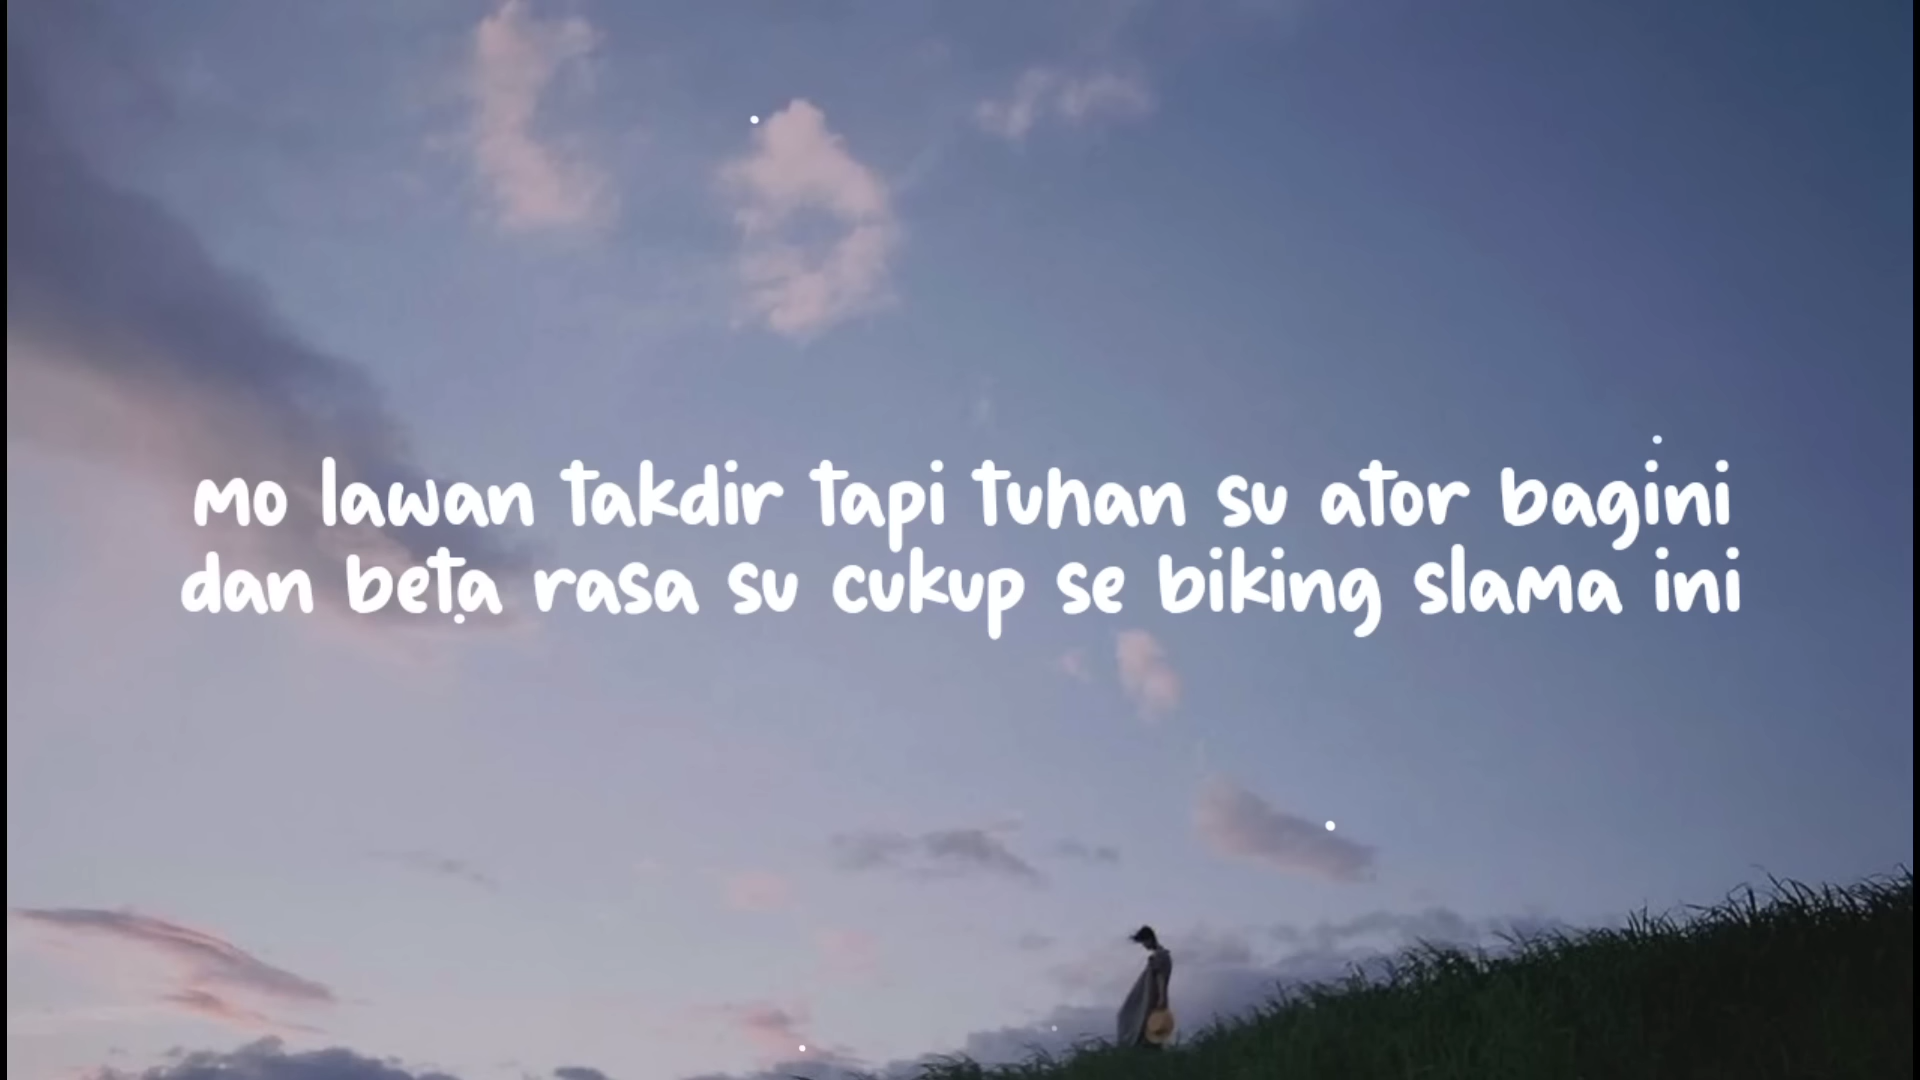 mo lawan takdir tapi tuhan su ator bagini
dan beta rasa su cukup se biking slama ini